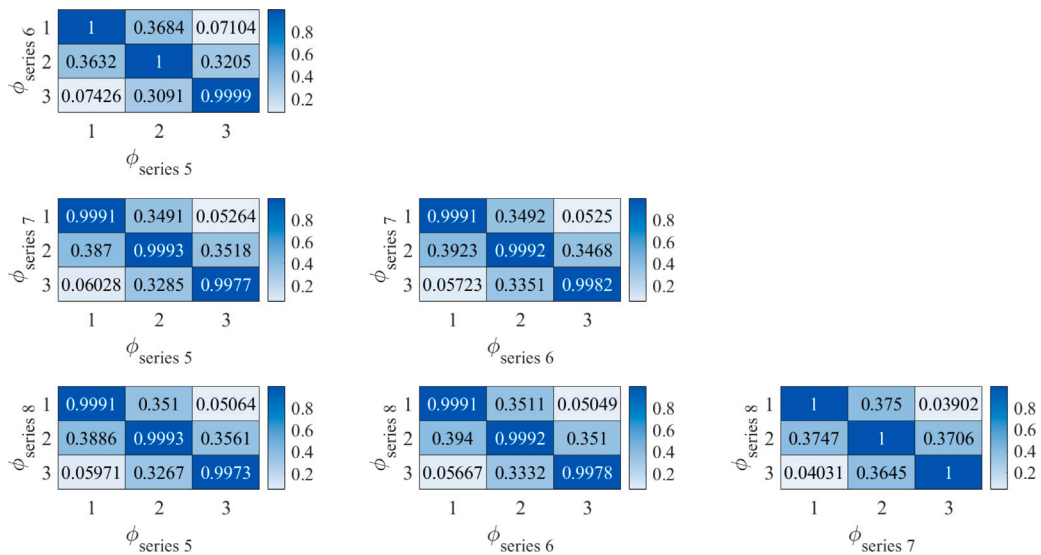 ϕseries 6
1 1 0.3684 0.07104
2 0.3632 1 0.3205
3 0.07426 0.3091 0.9999
0.8
0.6
0.4
0.2
1 2 3
ϕseries 5
ϕseries 7
1 0.9991 0.3491 0.05264
2 0.387 0.9993 0.3518
3 0.06028 0.3285 0.9977
0.8
0.6
0.4
0.2
1 2 3
ϕseries 5
ϕseries 7
1 0.9991 0.3492 0.0525
2 0.3923 0.9992 0.3468
3 0.05723 0.3351 0.9982
0.8
0.6
0.4
0.2
1 2 3
ϕseries 6
ϕseries 8
1 0.9991 0.351 0.05064
2 0.3886 0.9993 0.3561
3 0.05971 0.3267 0.9973
0.8
0.6
0.4
0.2
1 2 3
ϕseries 5
ϕseries 8
1 0.9991 0.3511 0.05049
2 0.394 0.9992 0.351
3 0.05667 0.3332 0.9978
0.8
0.6
0.4
0.2
1 2 3
ϕseries 6
ϕseries 8
1 1 0.375 0.03902
2 0.3747 1 0.3706
3 0.04031 0.3645 1
0.8
0.6
0.4
0.2
1 2 3
ϕseries 7